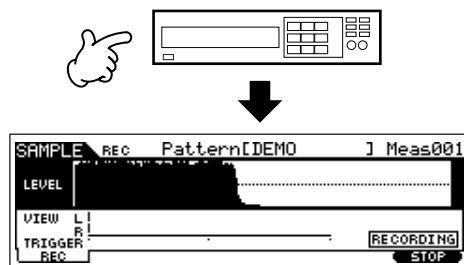 SAMPLE REC Pattern[DEMO ] Meas001
LEVEL
VIEW L
R
TRIGGER
REC
RECORDING
STOP